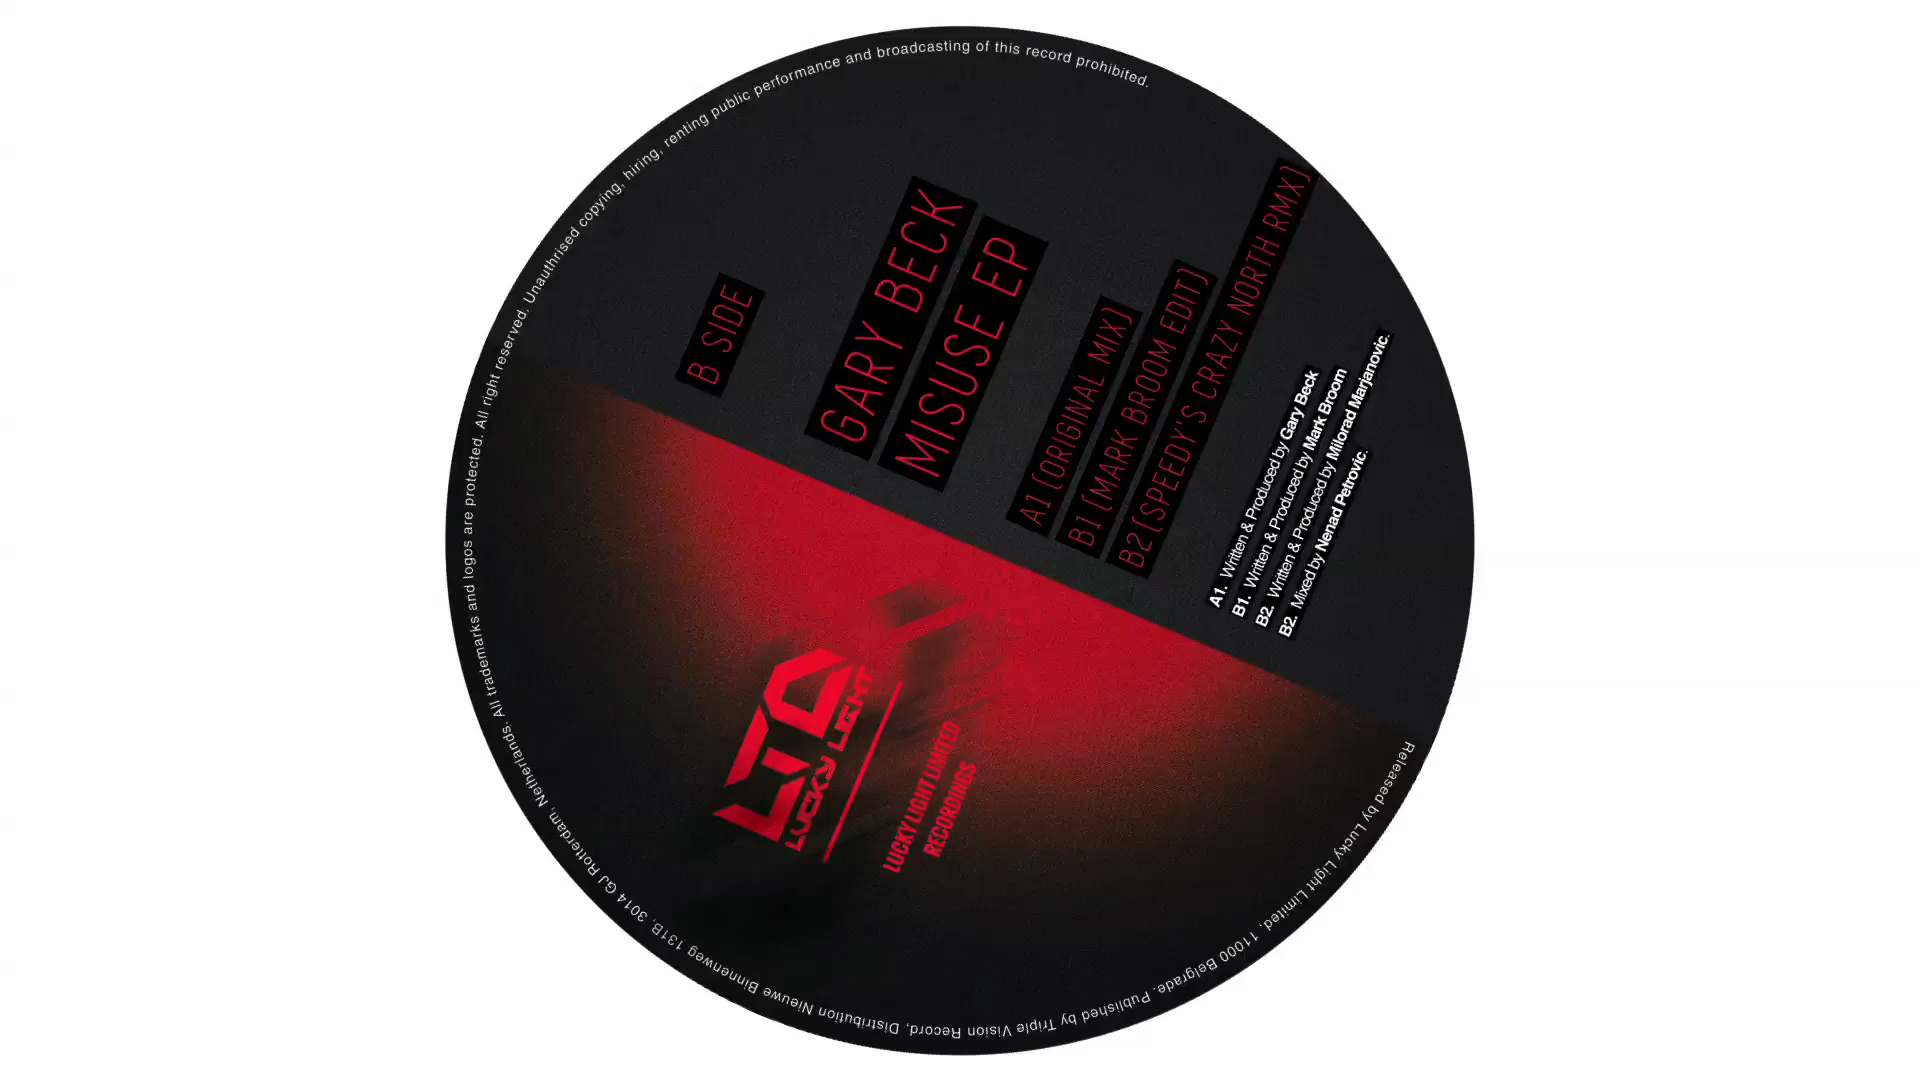 B SIDE
GARY BECK
MISUSE EP
A1 (ORIGINAL MIX)
B1 (MARK BROOM EDIT)
B2 (SPEEDY'S CRAZY NORTH RMX)
A1. Written & Produced by Gary Beck
B1. Written & Produced by Mark Broom
B2. Written & Produced by Milorad Marjanovic.
B2. Mixed by Nenad Petrovic.
LUCKY LIGHT
LUCKY LIGHT LIMITED
RECORDINGS
Released by Lucky Light Limited, 11000 Belgrade. Published by Triple Vision Record, Distribution Nieuwe Binnenweg 131B, 3014 GJ Rotterdam, Netherlands. All trademarks and logos are protected. All right reserved. Unauthrised copying, hiring, renting public performance and broadcasting of this record prohibited.